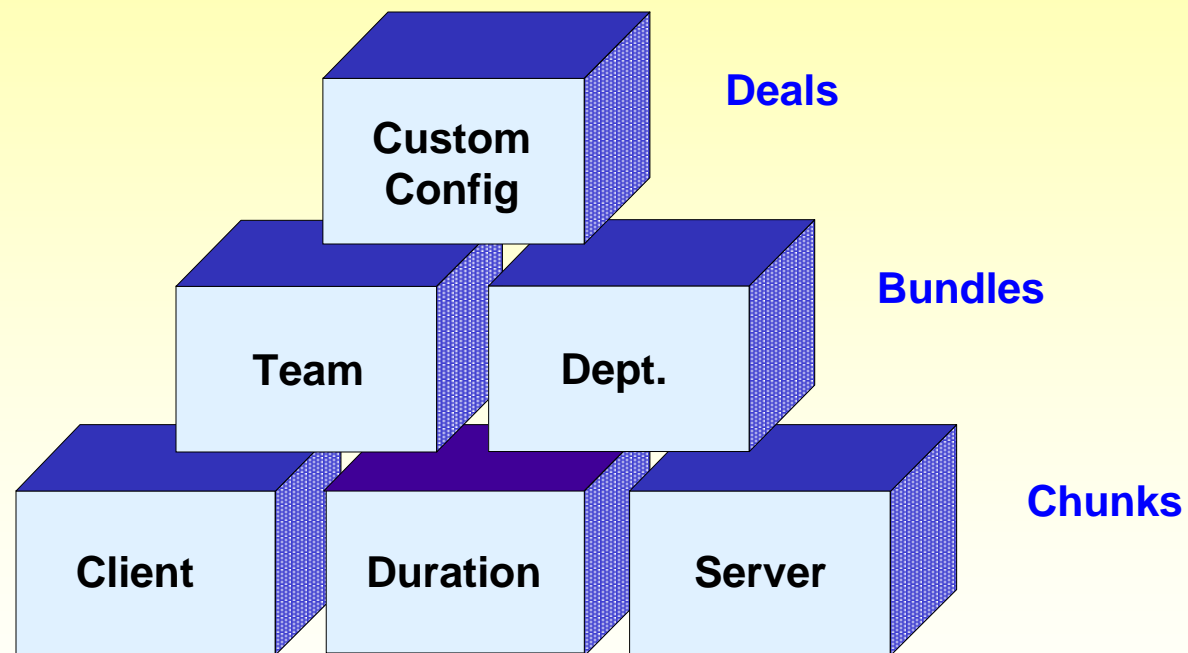 Deals
Custom
Config
Bundles
Team
Dept.
Chunks
Client
Duration
Server